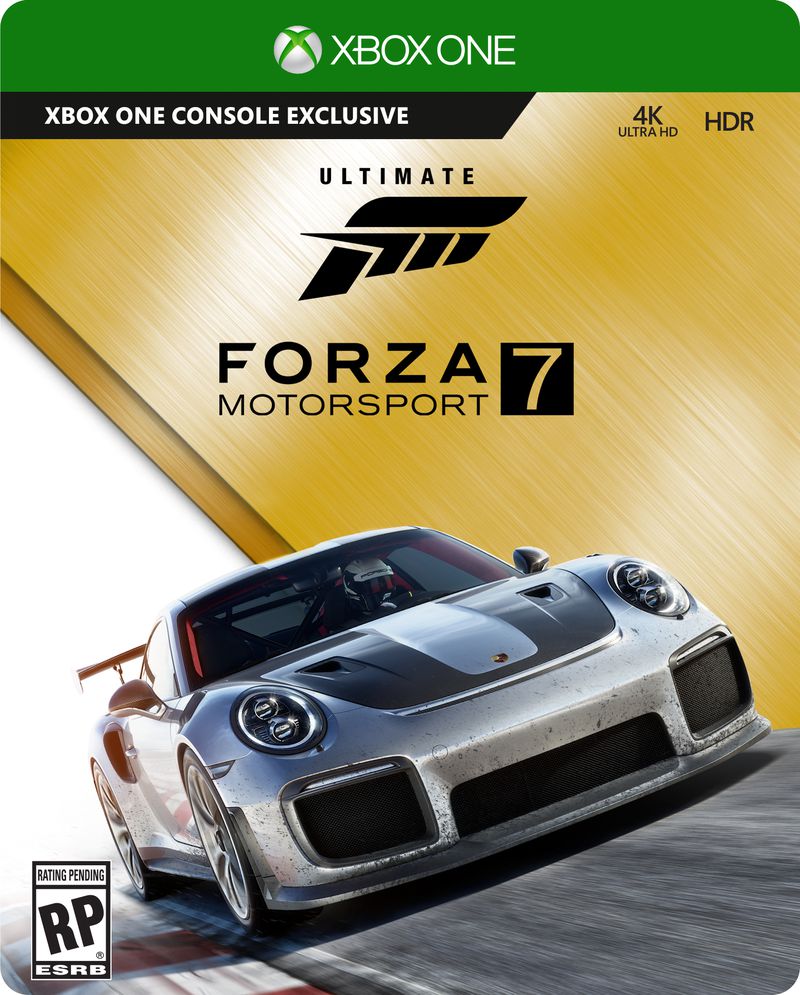 XBOX ONE
XBOX ONE CONSOLE EXCLUSIVE
4K
ULTRA HD
HDR
ULTIMATE
FORZA
MOTORSPORT
7
RATING PENDING
RP
®
ESRB